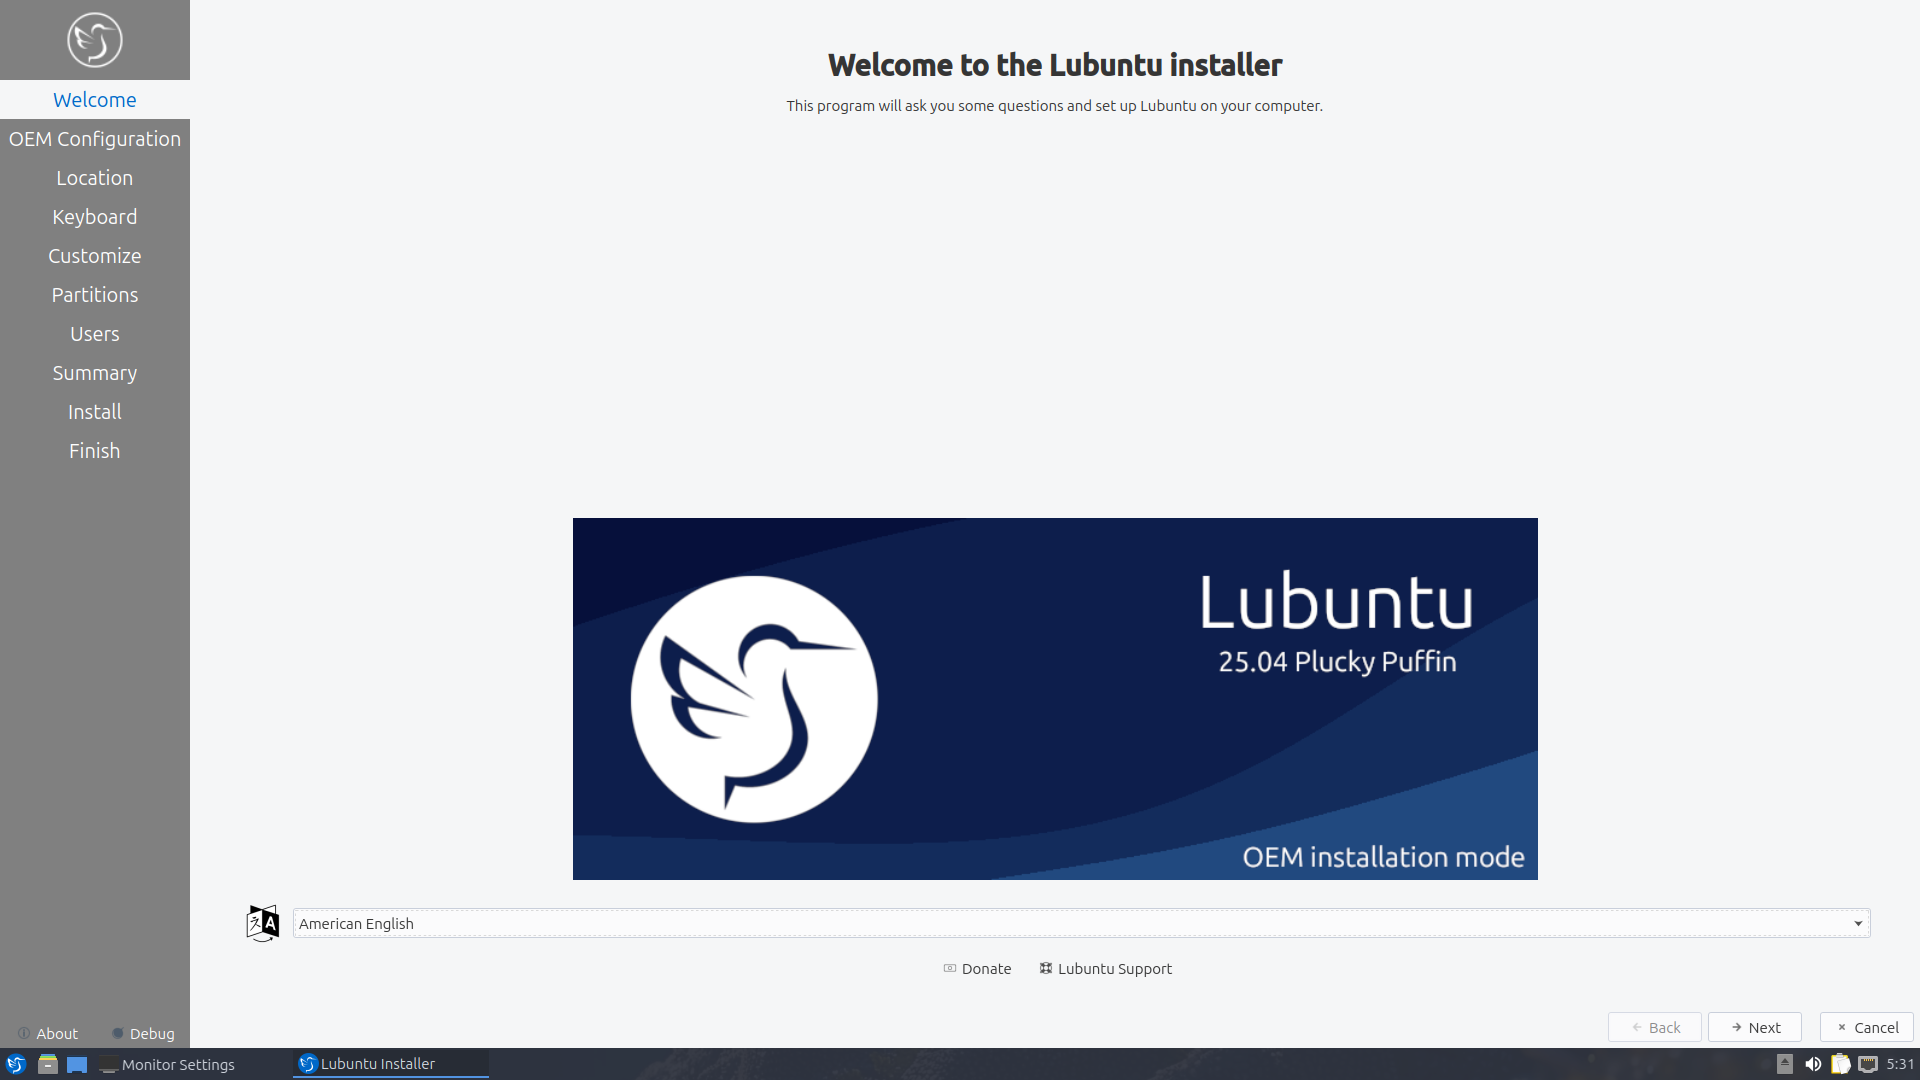 Welcome
OEM Configuration
Location
Keyboard
Customize
Partitions
Users
Summary
Install
Finish
About
Debug
Welcome to the Lubuntu installer
This program will ask you some questions and set up Lubuntu on your computer.
Lubuntu
25.04 Plucky Puffin
OEM installation mode
American English
Donate
Lubuntu Support
Back
Next
Cancel
Monitor Settings
Lubuntu Installer
5:31